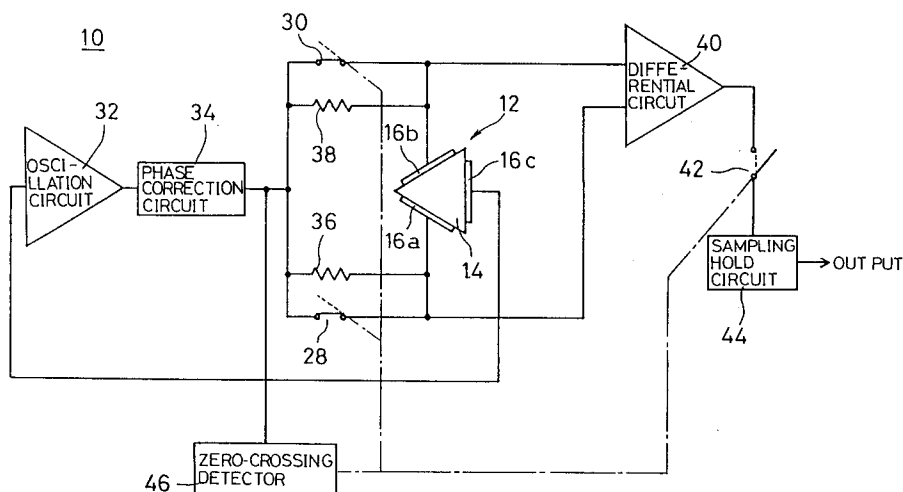 10
30
40
DIFFE-
RENTIAL
CIRCUT
32
34
38
12
16b
16c
OSCI-
LLATION
CIRCUIT
PHASE
CORRECTION
CIRCUIT
42
36
16a
14
SAMPLING
HOLD
CIRCUIT
OUT PUT
28
44
ZERO-CROSSING
DETECTOR
46